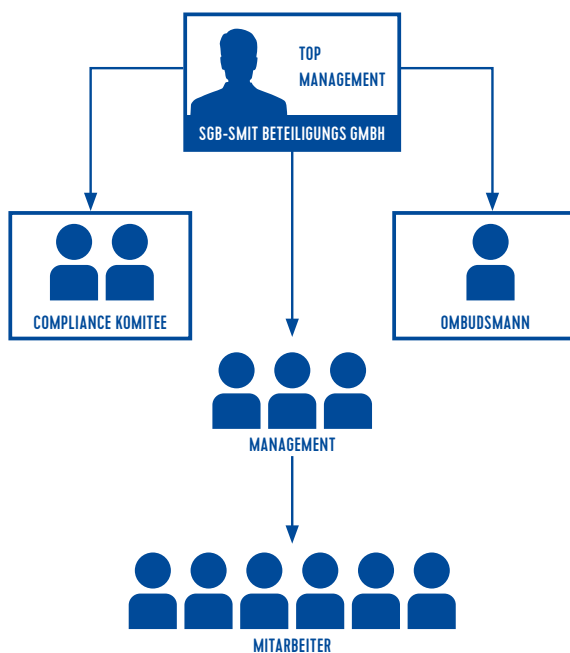 TOP
MANAGEMENT
SGB-SMIT BETEILIGUNGS GMBH
COMPLIANCE KOMITEE
OMBUDSMANN
MANAGEMENT
MITARBEITER